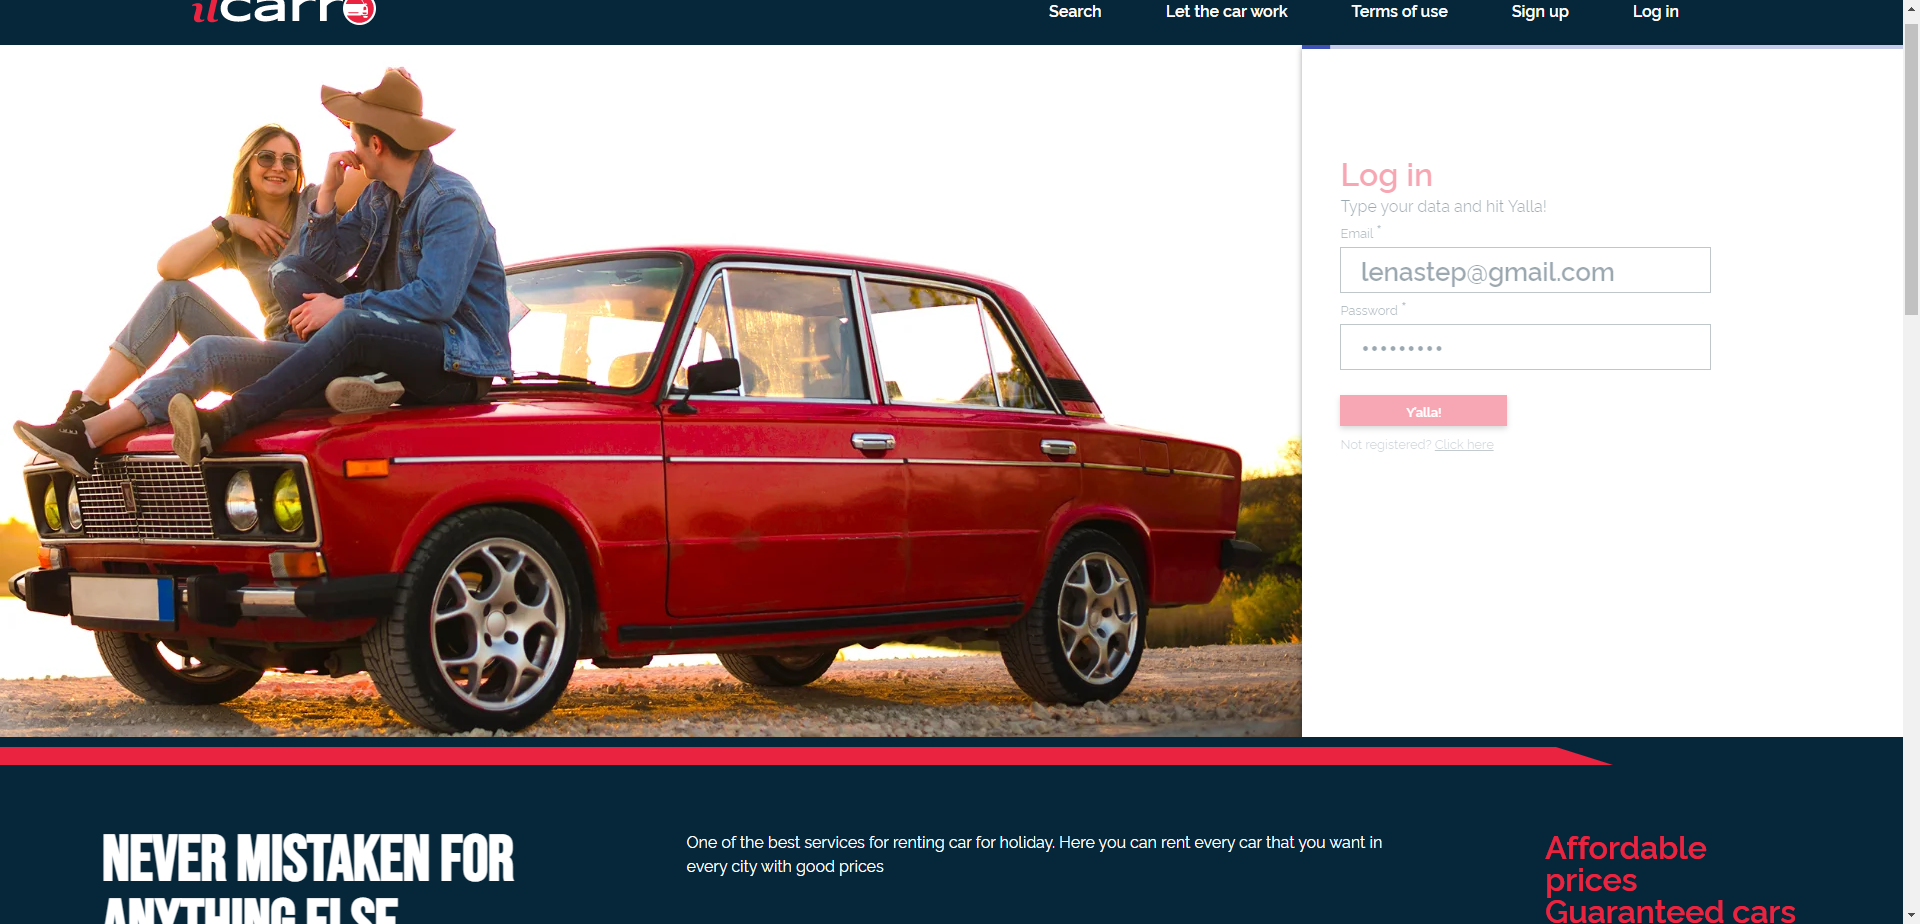 ilcarro
Search Let the car work Terms of use Sign up Log in
Log in
Type your data and hit Yalla!
Email *
lenastep@gmail.com
Password *
•••••••••
Y'alla!
Not registered? Click here
NEVER MISTAKEN FOR
ANYTHING ELSE
One of the best services for renting car for holiday. Here you can rent every car that you want in
every city with good prices
Affordable
prices
Guaranteed cars